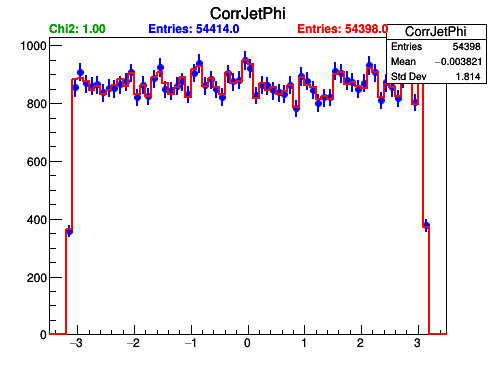 CorrJetPhi
Chi2: 1.00 Entries: 54414.0 Entries: 54398.0
CorrJetPhi
Entries 54398
Mean −0.003821
Std Dev 1.814
1000
800
600
400
200
0
−3 −2 −1 0 1 2 3